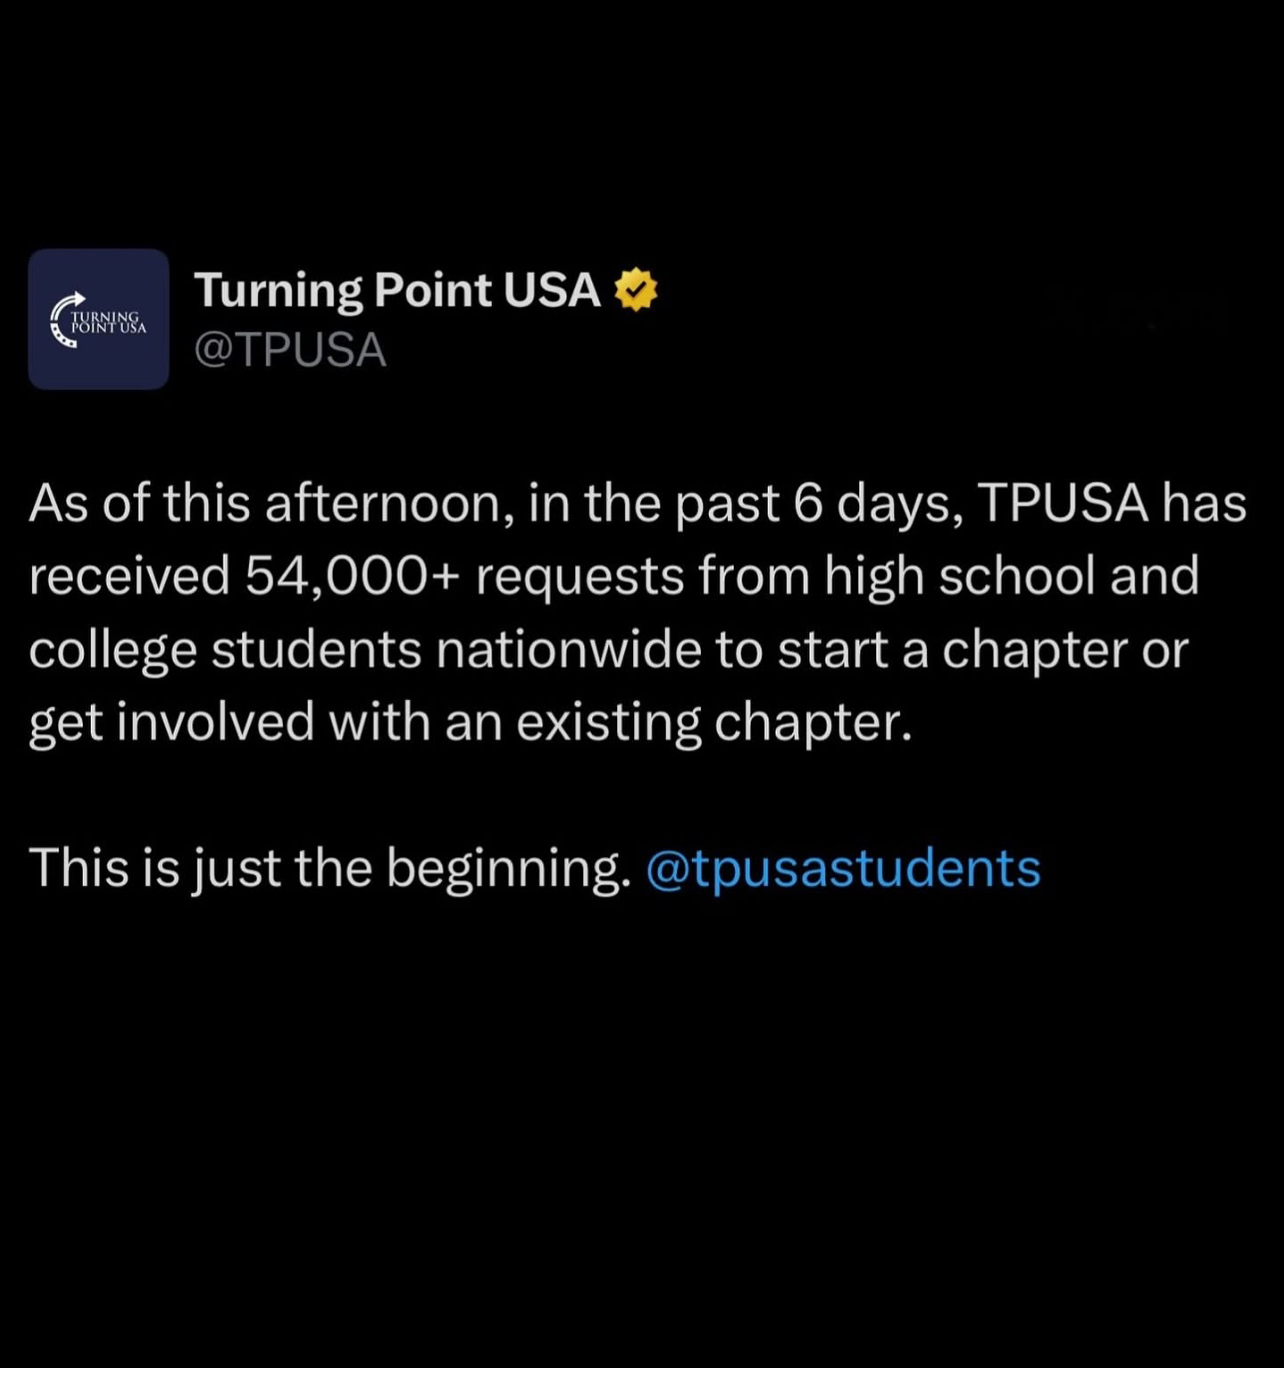 TURNING
POINT USA
Turning Point USA
@TPUSA
As of this afternoon, in the past 6 days, TPUSA has
received 54,000+ requests from high school and
college students nationwide to start a chapter or
get involved with an existing chapter.
This is just the beginning. @tpusastudents